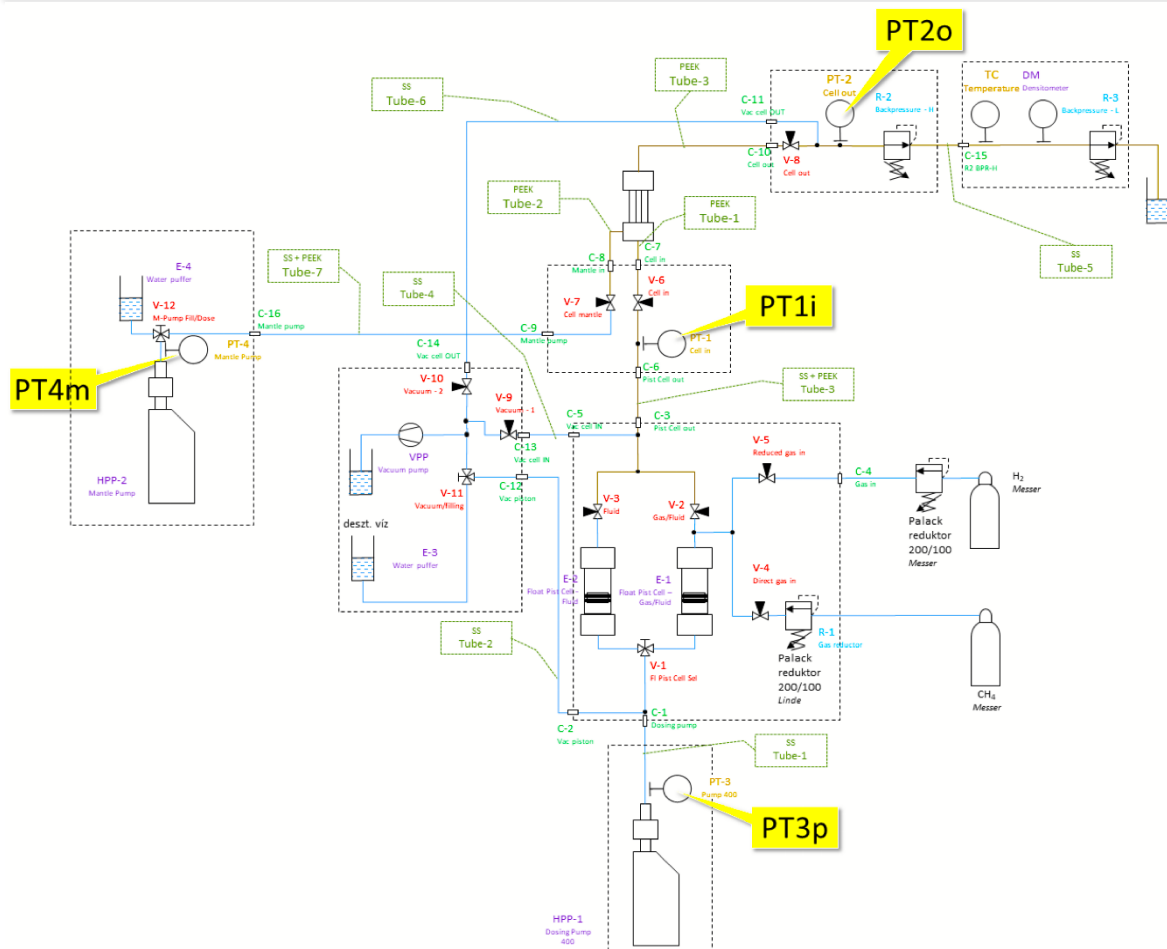 PT2o
PEEK
Tube-3
SS
Tube-6
C-11
Vac cell OUT
PT-2
Cell out
R-2
Backpressure - H
TC
Temperature
DM
Densitometer
R-3
Backpressure - L
C-10
Cell out
V-8
Cell out
C-15
R2 BPR-H
PEEK
Tube-2
PEEK
Tube-1
SS
Tube-5
C-7
Cell in
C-8
Mantle in
SS + PEEK
Tube-7
SS
Tube-4
E-4
Water puffer
V-12
M-Pump Fill/Dose
C-16
Mantle pump
V-7
Cell mantle
V-6
Cell in
PT1i
PT-1
Cell in
C-9
Mantle pump
C-6
Pist Cell out
PT-4
Mantle Pump
PT4m
C-14
Vac cell OUT
V-10
Vacuum - 2
V-9
Vacuum - 1
SS + PEEK
Tube-3
C-5
Vac cell IN
C-3
Pist Cell out
C-13
Vac cell IN
VPP
Vacuum pump
C-12
Vac piston
V-11
Vacuum/filling
V-5
Reduced gas in
C-4
Gas in
H2
Messer
HPP-2
Mantle Pump
V-3
Fluid
V-2
Gas/Fluid
Palack
reduktor
200/100
Messer
deszt. víz
E-3
Water puffer
E-2
Float Pist Cell -
Fluid
E-1
Float Pist Cell –
Gas/Fluid
V-4
Direct gas in
R-1
Gas reductor
SS
Tube-2
V-1
Fl Pist Cell Sel
Palack
reduktor
200/100
Linde
CH4
Messer
C-1
Dosing pump
C-2
Vac piston
SS
Tube-1
PT-3
Pump 400
PT3p
HPP-1
Dosing Pump
400